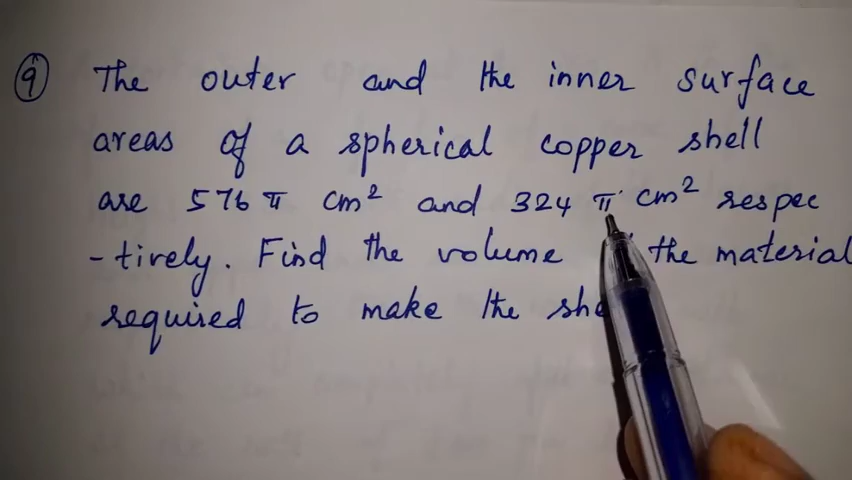 9 The outer and the inner surface
areas of a spherical copper shell
are 576 π cm² and 324 π cm² respec
-tively. Find the volume the material
required to make the